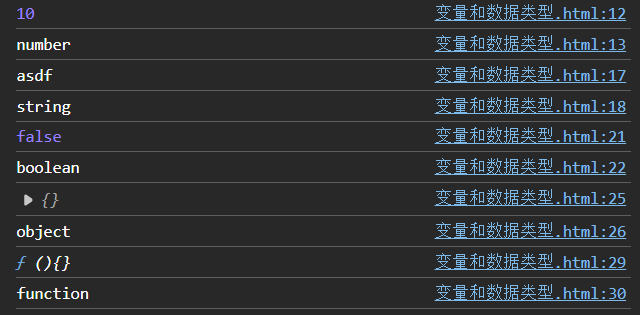 10 变量和数据类型.html:12
number 变量和数据类型.html:13
asdf 变量和数据类型.html:17
string 变量和数据类型.html:18
false 变量和数据类型.html:21
boolean 变量和数据类型.html:22
▶ {} 变量和数据类型.html:25
object 变量和数据类型.html:26
ƒ (){} 变量和数据类型.html:29
function 变量和数据类型.html:30